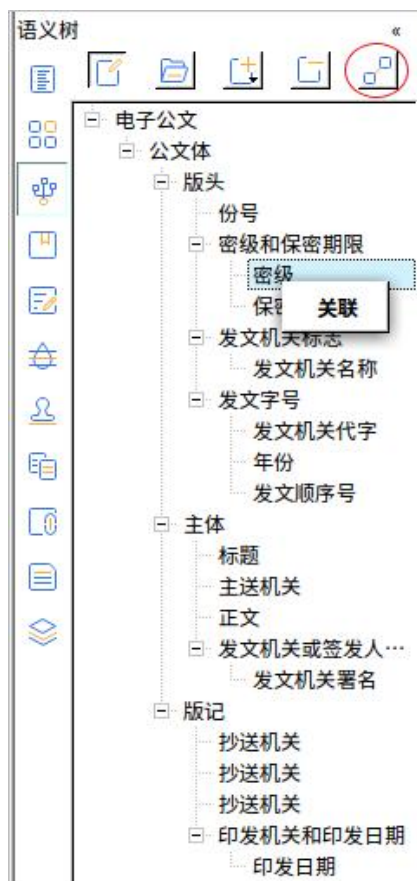 语义树
«
电子公文
公文体
版头
份号
密级和保密期限
密级
保
关联
发文机关标志
发文机关名称
发文字号
发文机关代字
年份
发文顺序号
主体
标题
主送机关
正文
发文机关或签发人…
发文机关署名
版记
抄送机关
抄送机关
抄送机关
印发机关和印发日期
印发日期